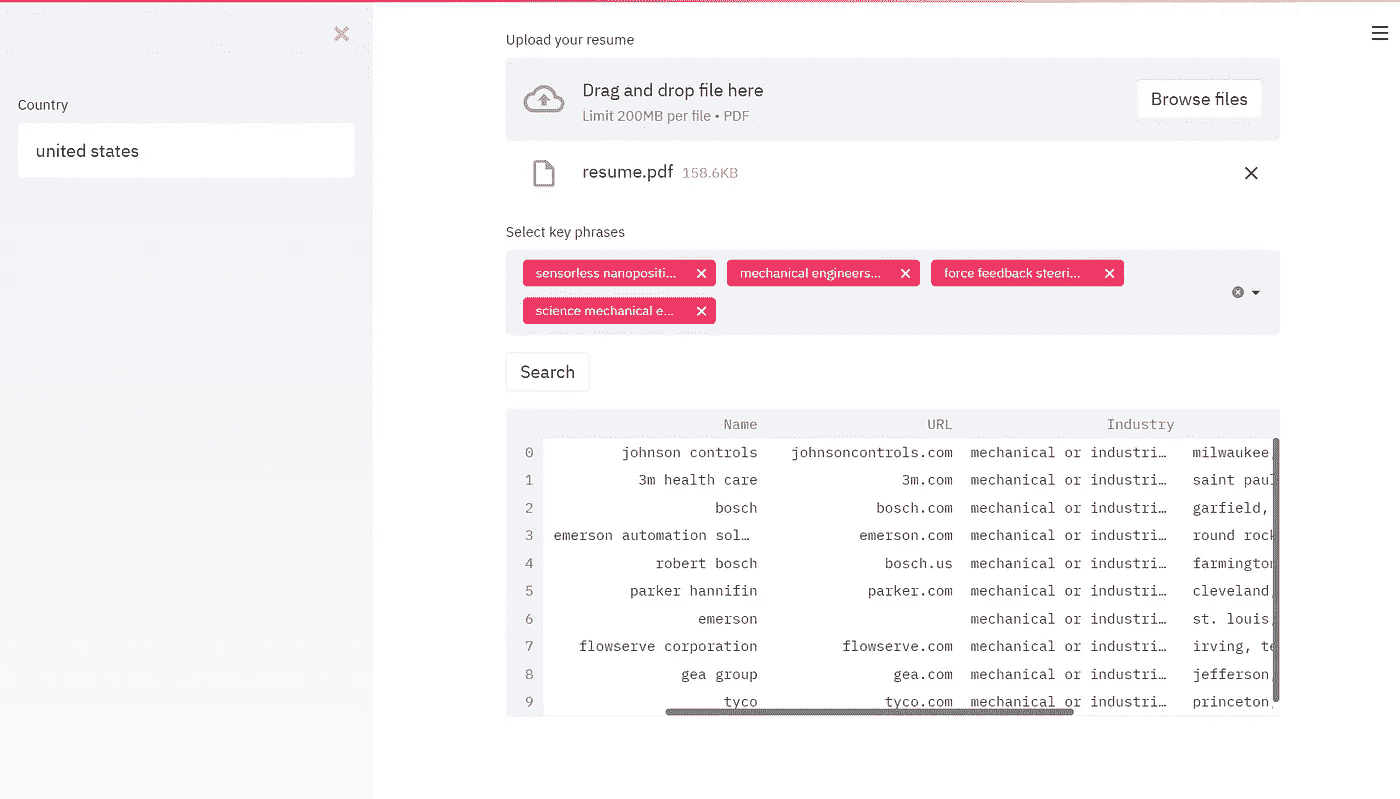 Upload your resume
Country
united states
Drag and drop file here
Limit 200MB per file • PDF
Browse files
resume.pdf 158.6KB
Select key phrases
sensorless nanopositi... mechanical engineers... force feedback steeri...
science mechanical e...
Search
Name URL Industry
0 johnson controls johnsoncontrols.com mechanical or industri… milwaukee,
1 3m health care 3m.com mechanical or industri… saint paul
2 bosch bosch.com mechanical or industri… garfield,
3 emerson automation sol… emerson.com mechanical or industri… round rock
4 robert bosch bosch.us mechanical or industri… farmington
5 parker hannifin parker.com mechanical or industri… cleveland,
6 emerson mechanical or industri… st. louis,
7 flowserve corporation flowserve.com mechanical or industri… irving, te
8 gea group gea.com mechanical or industri… jefferson,
9 tyco tyco.com mechanical or industri… princeton,